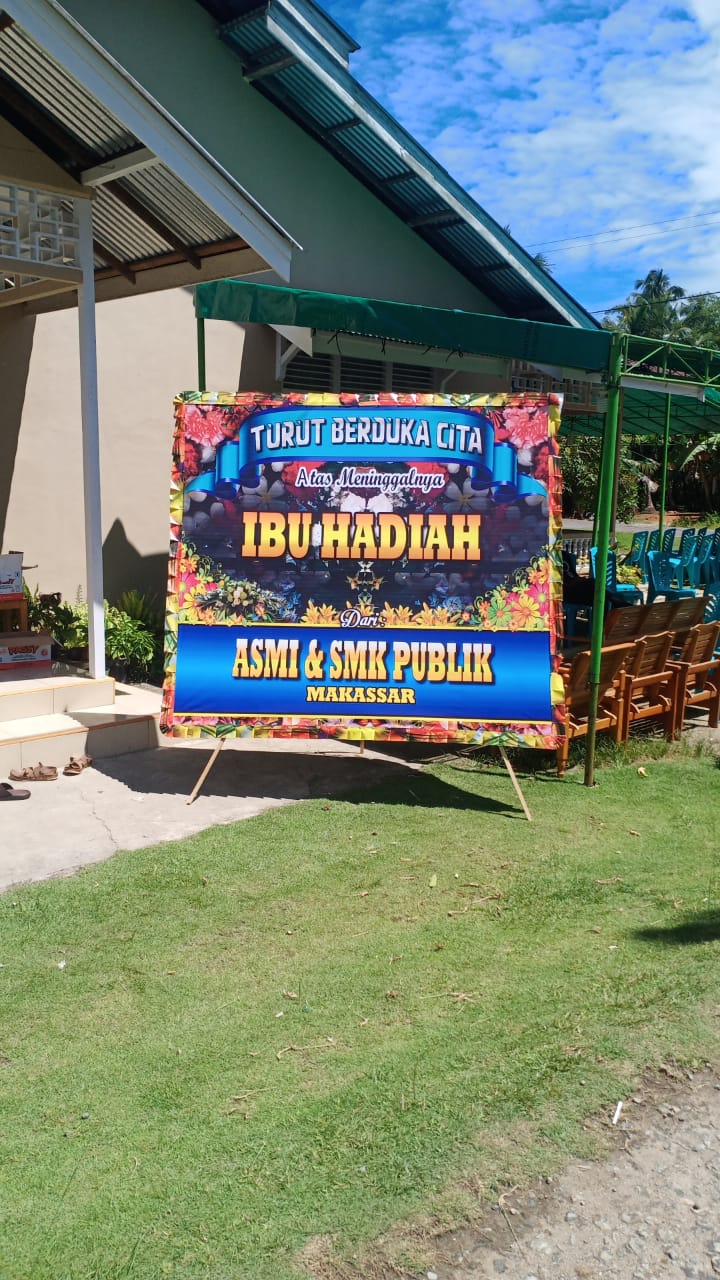 TURUT BERDUKA CITA
Atas Meninggalnya
IBU HADIAH
Dari :
ASMI & SMK PUBLIK
MAKASSAR